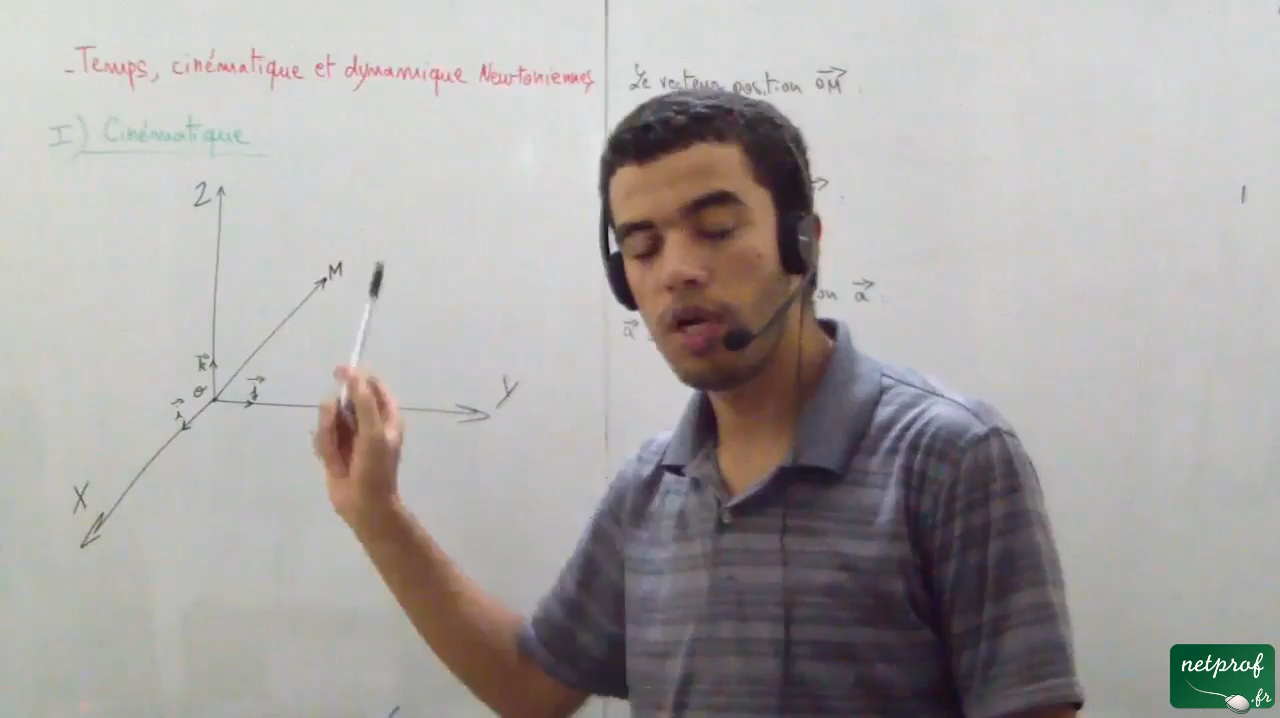 - Temps, cinématique et dynamique Newtoniennes
I) Cinématique
Z
M
k⃗
O
j⃗
i⃗
Y
X
Le vecteur position OM⃗.
a⃗.
a⃗
netprof
.fr